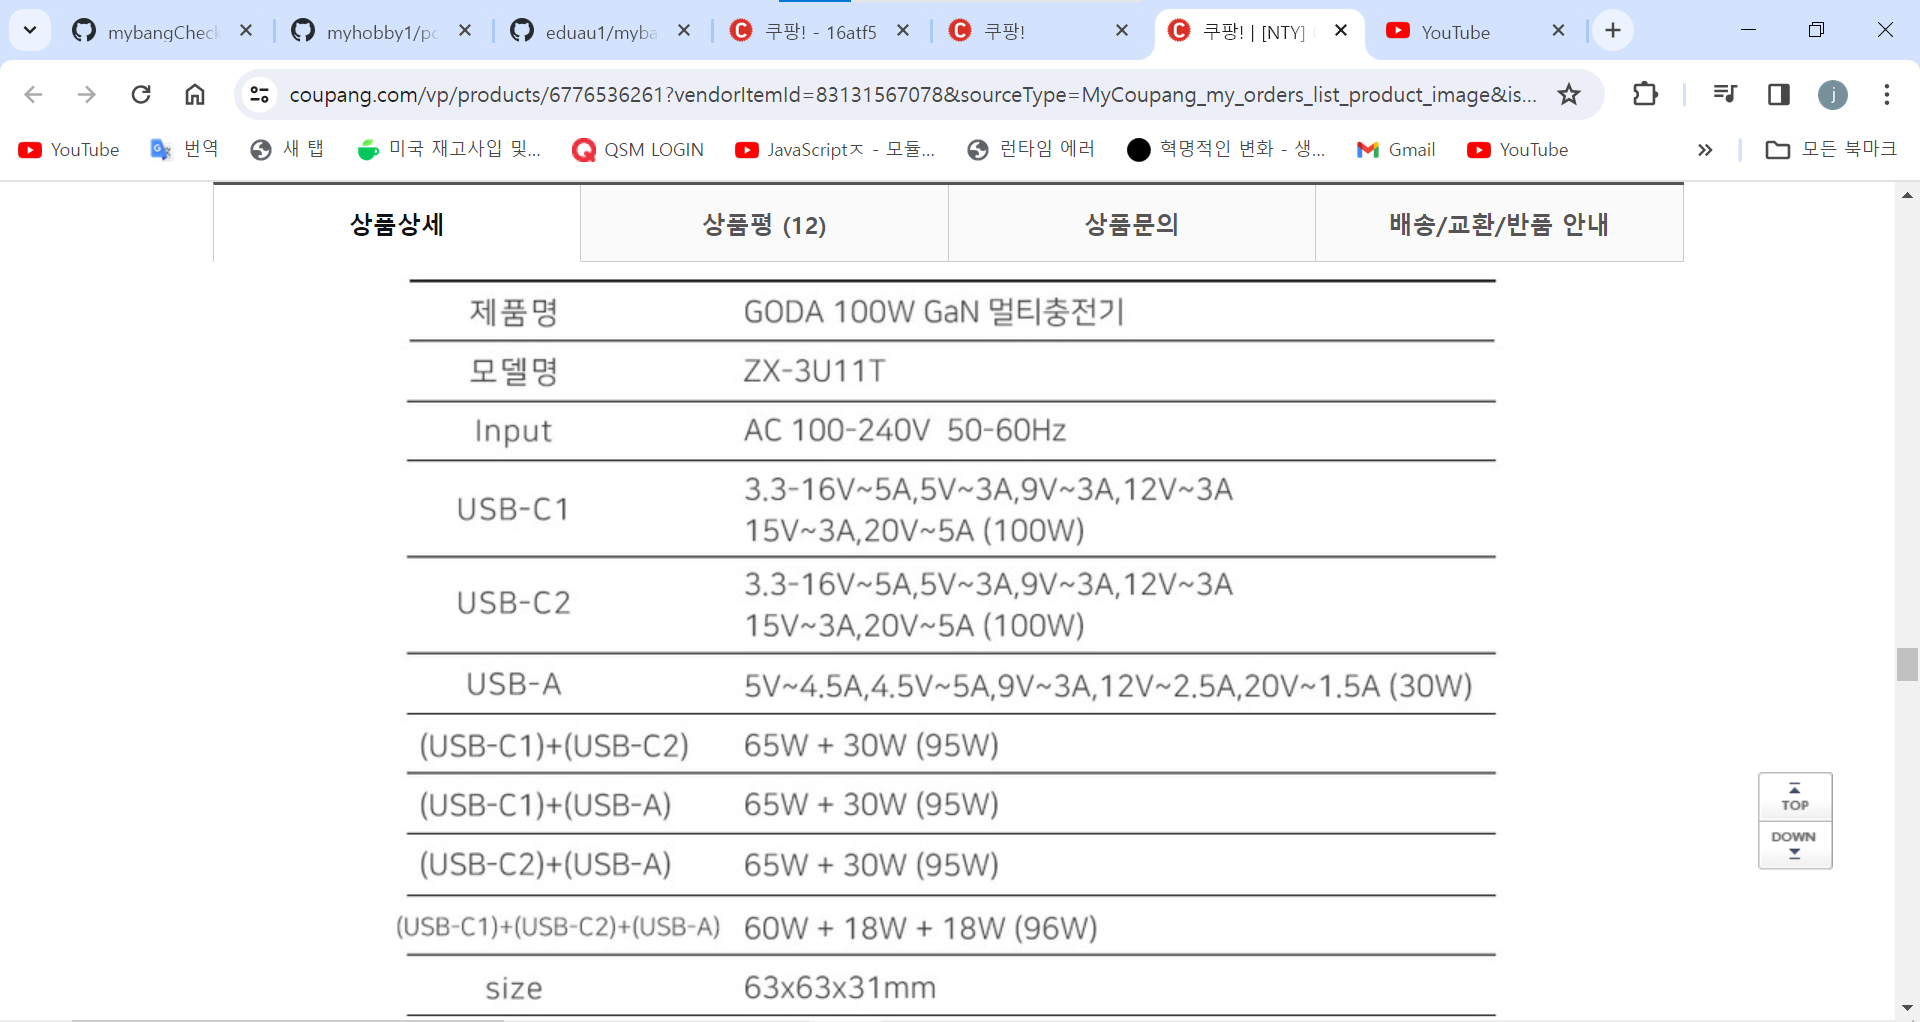 mybangCheck
myhobby1/po
eduau1/myba
쿠팡! - 16atf5
쿠팡!
쿠팡! | [NTY]
YouTube
coupang.com/vp/products/6776536261?vendorItemId=83131567078&sourceType=MyCoupang_my_orders_list_product_image&is...
j
YouTube
번역
새 탭
미국 재고사입 및...
QSM LOGIN
JavaScriptㅈ - 모듈...
런타임 에러
혁명적인 변화 - 생...
Gmail
YouTube
모든 북마크
상품상세
상품평 (12)
상품문의
배송/교환/반품 안내
제품명 GODA 100W GaN 멀티충전기
모델명 ZX-3U11T
Input AC 100-240V 50-60Hz
USB-C1 3.3-16V~5A,5V~3A,9V~3A,12V~3A
15V~3A,20V~5A (100W)
USB-C2 3.3-16V~5A,5V~3A,9V~3A,12V~3A
15V~3A,20V~5A (100W)
USB-A 5V~4.5A,4.5V~5A,9V~3A,12V~2.5A,20V~1.5A (30W)
(USB-C1)+(USB-C2) 65W + 30W (95W)
(USB-C1)+(USB-A) 65W + 30W (95W)
(USB-C2)+(USB-A) 65W + 30W (95W)
(USB-C1)+(USB-C2)+(USB-A) 60W + 18W + 18W (96W)
size 63x63x31mm
TOP
DOWN